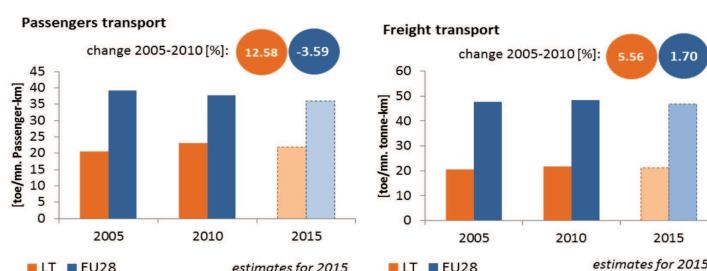 Passengers transport
change 2005-2010 [%]: 12.58 -3.59
[toe/mn. Passenger-km]
45
40
35
30
25
20
15
10
5
0
2005 2010 2015
LT EU28 estimates for 2015
Freight transport
change 2005-2010 [%]: 5.56 1.70
[toe/mn. tonne-km]
60
50
40
30
20
10
0
2005 2010 2015
LT EU28 estimates for 2015